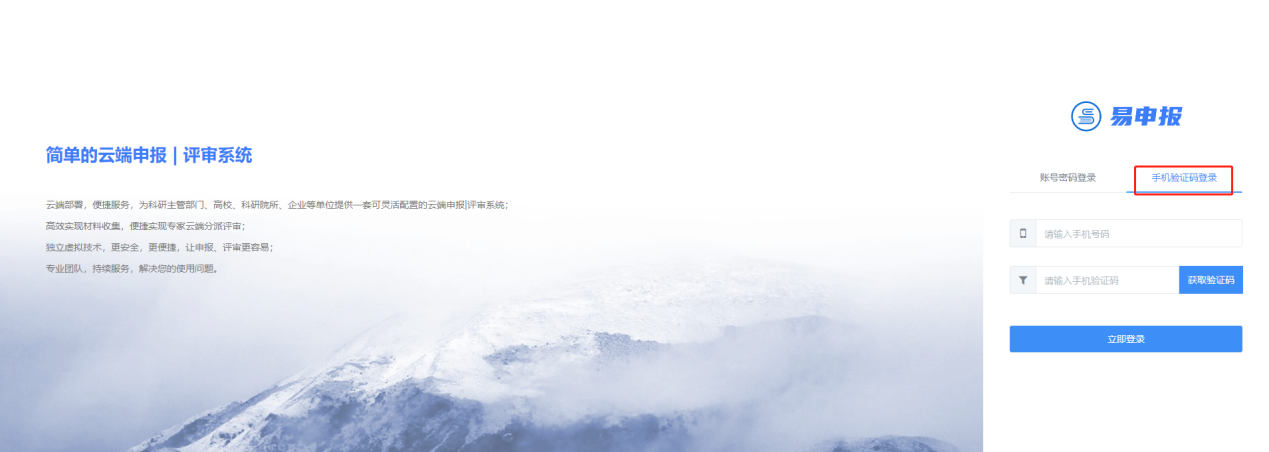 易申报
简单的云端申报 | 评审系统
账号密码登录
手机验证码登录
云端部署，便捷服务，为科研主管部门、高校、科研院所、企业等单位提供一套可灵活配置的云端申报|评审系统；
高效实现材料收集，便捷实现专家云端分派评审；
独立虚拟技术，更安全，更便捷，让申报、评审更容易；
专业团队，持续服务，解决您的使用问题。
请输入手机号码
请输入手机验证码
获取验证码
立即登录